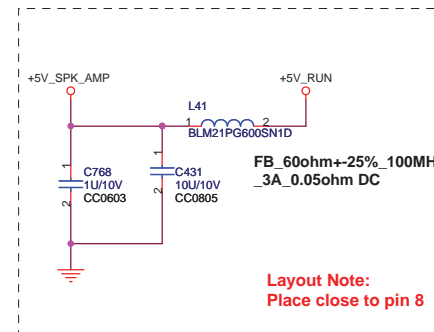 +5V_SPK_AMP
+5V_RUN
L41
1
2
BLM21PG600SN1D
FB_60ohm+-25%_100MH
_3A_0.05ohm DC
1
C768
1U/10V
CC0603
2
1
C431
10U/10V
CC0805
2
Layout Note:
Place close to pin 8